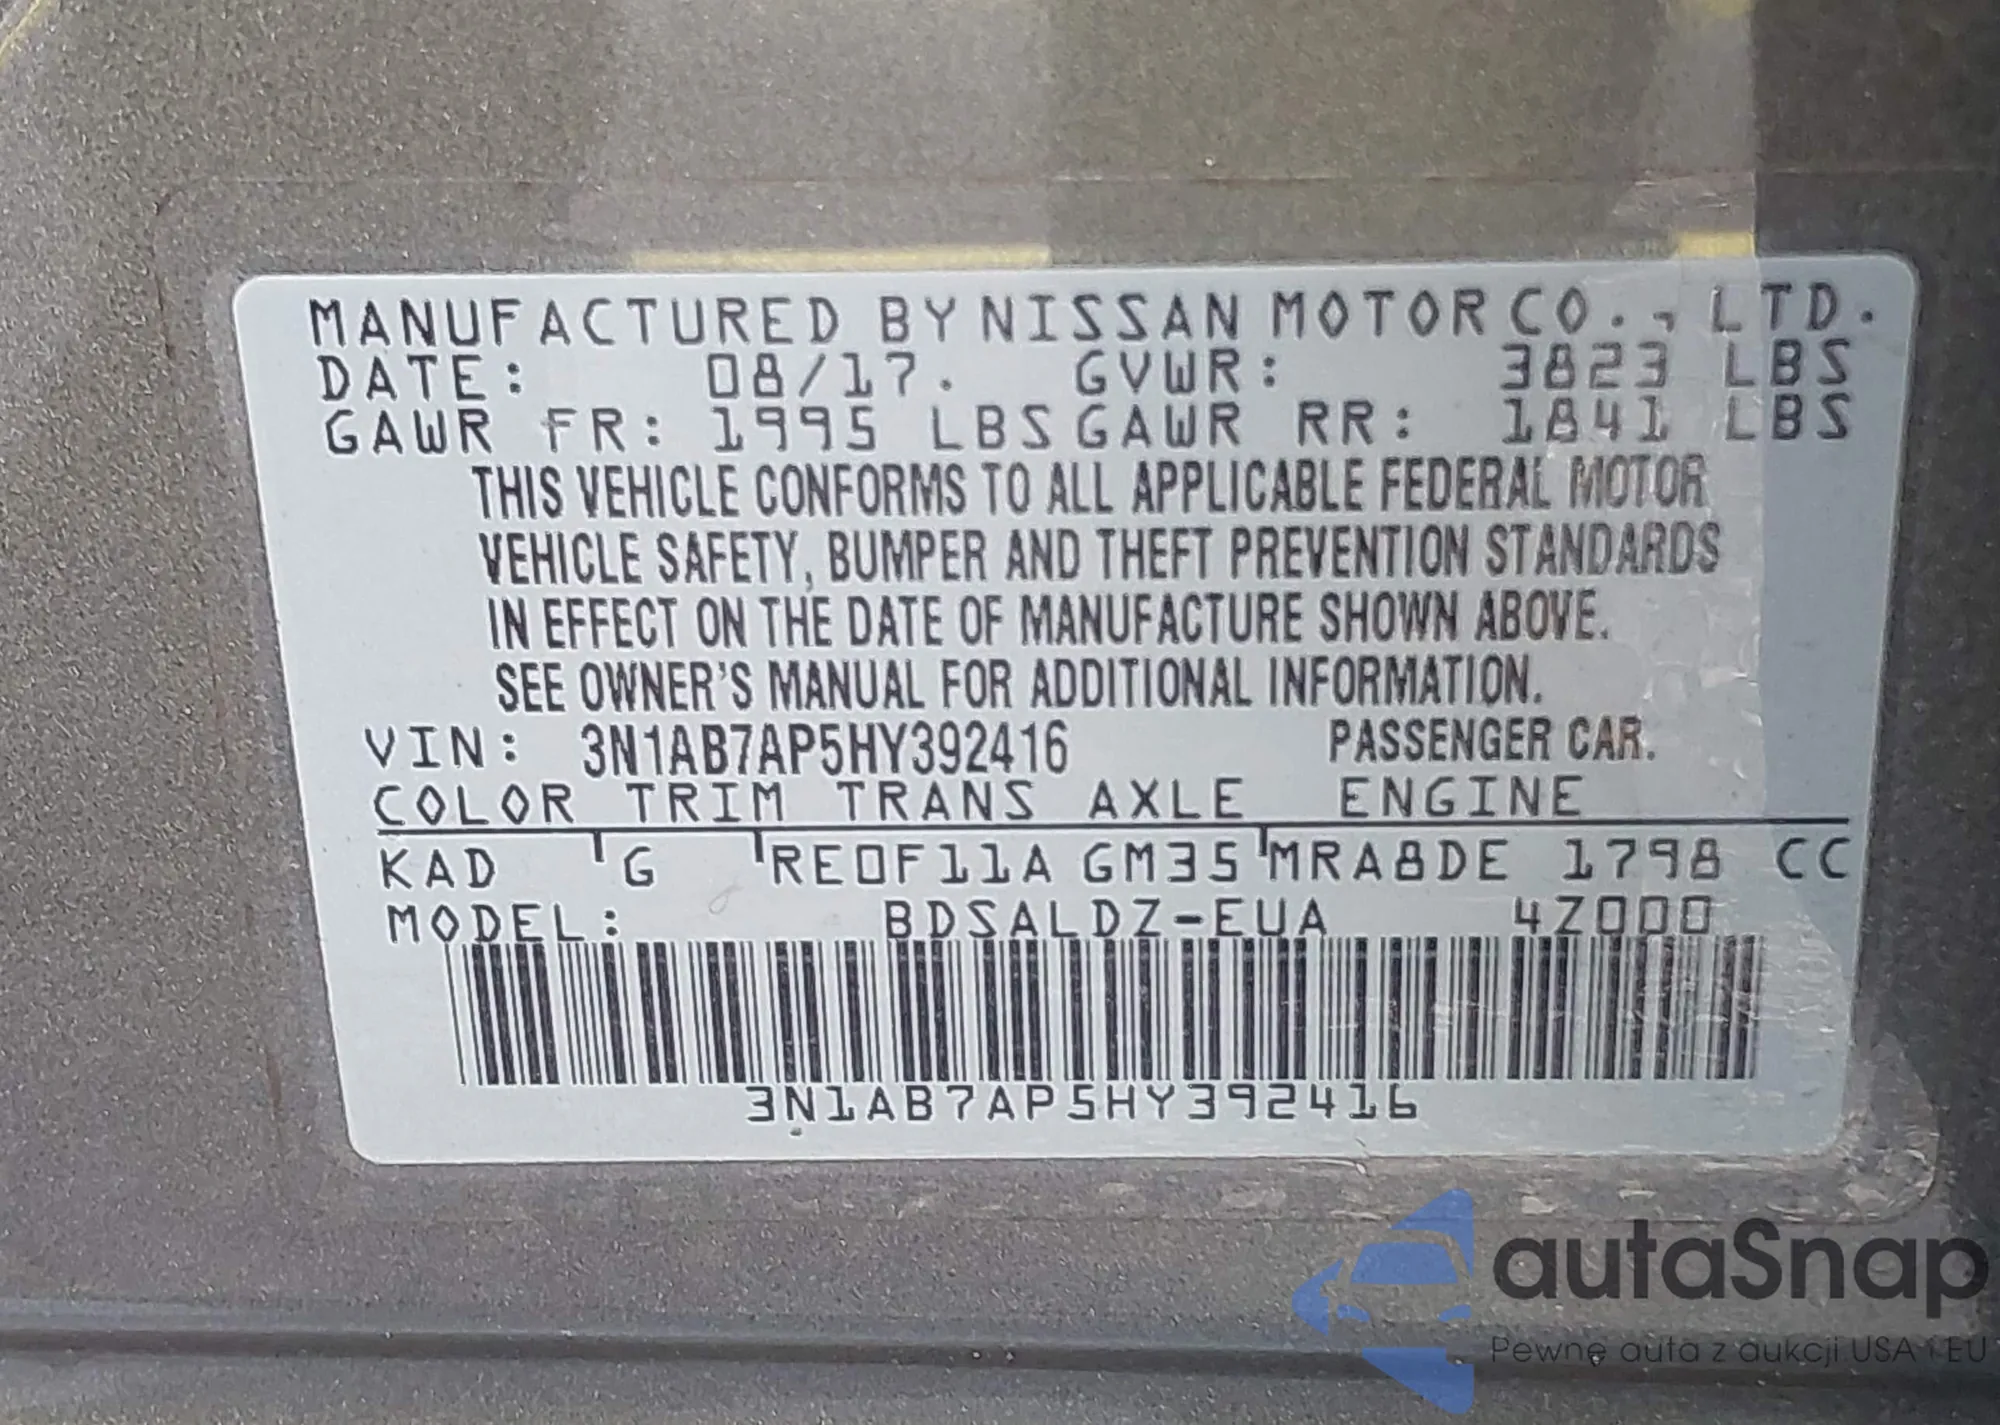 MANUFACTURED BY NISSAN MOTOR CO., LTD.
DATE: 08/17. GVWR: 3823 LBS
GAWR FR: 1995 LBS GAWR RR: 1841 LBS
THIS VEHICLE CONFORMS TO ALL APPLICABLE FEDERAL MOTOR
VEHICLE SAFETY, BUMPER AND THEFT PREVENTION STANDARDS
IN EFFECT ON THE DATE OF MANUFACTURE SHOWN ABOVE.
SEE OWNER'S MANUAL FOR ADDITIONAL INFORMATION.
VIN: 3N1AB7AP5HY392416 PASSENGER CAR.
COLOR TRIM TRANS AXLE ENGINE
KAD G RE0F11A GM35 MRA8DE 1798 CC
MODEL: BDSALDZ-EUA 4Z000
3N1AB7AP5HY392416
autaSnap
Pewne auta z aukcji USA i EU